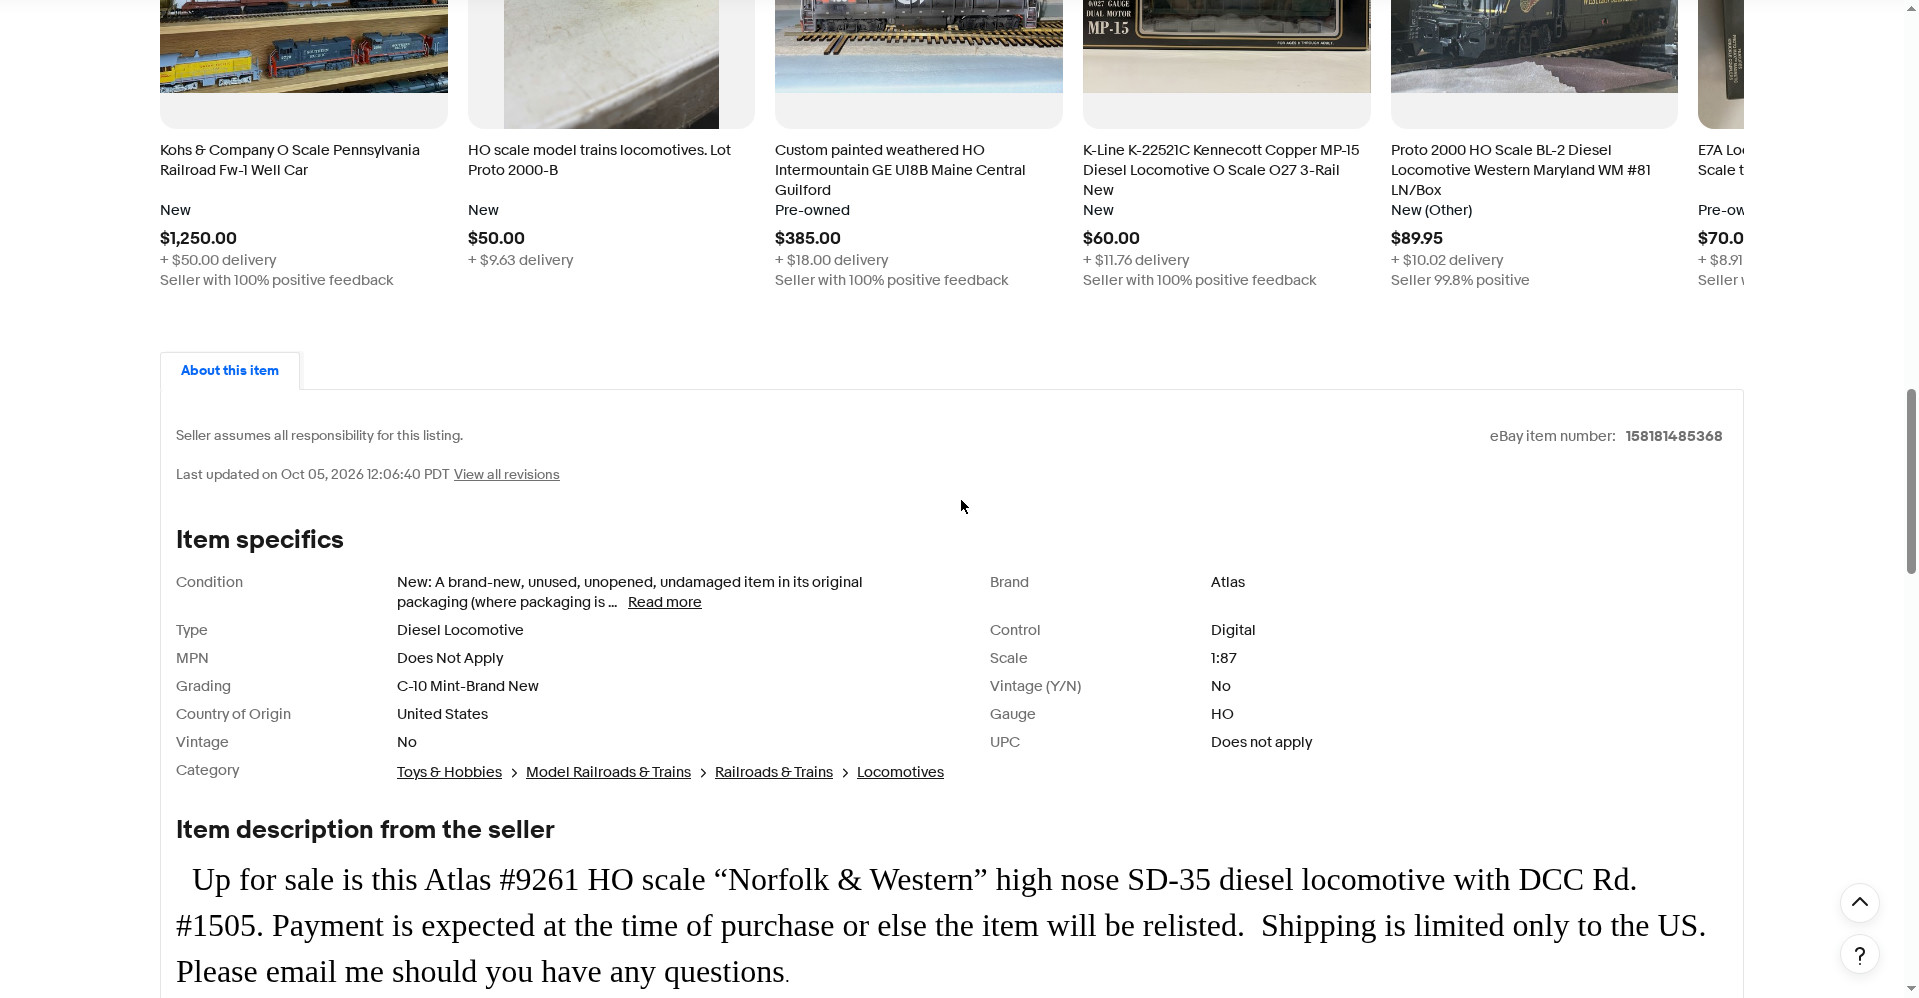 0/027 GAUGE
DUAL MOTOR
MP-15
Kohs & Company O Scale Pennsylvania
Railroad Fw-1 Well Car
New
$1,250.00
+ $50.00 delivery
Seller with 100% positive feedback
HO scale model trains locomotives. Lot
Proto 2000-B
New
$50.00
+ $9.63 delivery
Custom painted weathered HO
Intermountain GE U18B Maine Central
Guilford
Pre-owned
$385.00
+ $18.00 delivery
Seller with 100% positive feedback
K-Line K-22521C Kennecott Copper MP-15
Diesel Locomotive O Scale O27 3-Rail
New
New
$60.00
+ $11.76 delivery
Seller with 100% positive feedback
Proto 2000 HO Scale BL-2 Diesel
Locomotive Western Maryland WM #81
LN/Box
New (Other)
$89.95
+ $10.02 delivery
Seller 99.8% positive
E7A Lo
Scale t
Pre-ow
$70.0
+ $8.91
Seller
About this item
Seller assumes all responsibility for this listing.
eBay item number: 158181485368
Last updated on Oct 05, 2026 12:06:40 PDT View all revisions
Item specifics
Condition New: A brand-new, unused, unopened, undamaged item in its original
packaging (where packaging is ... Read more
Brand Atlas
Type Diesel Locomotive Control Digital
MPN Does Not Apply Scale 1:87
Grading C-10 Mint-Brand New Vintage (Y/N) No
Country of Origin United States Gauge HO
Vintage No UPC Does not apply
Category Toys & Hobbies > Model Railroads & Trains > Railroads & Trains > Locomotives
Item description from the seller
Up for sale is this Atlas #9261 HO scale “Norfolk & Western” high nose SD-35 diesel locomotive with DCC Rd.
#1505. Payment is expected at the time of purchase or else the item will be relisted.  Shipping is limited only to the US.
Please email me should you have any questions.
?